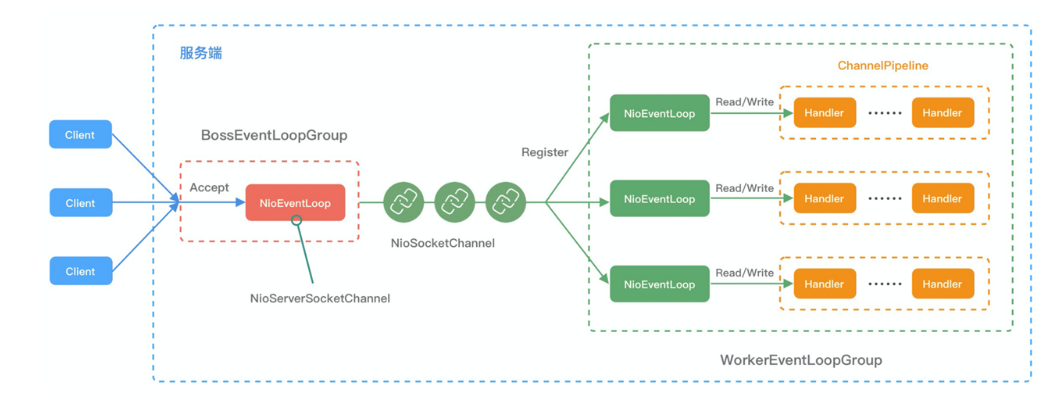 服务端
ChannelPipeline
BossEventLoopGroup
Client
Client
Client
Accept
NioEventLoop
NioServerSocketChannel
NioSocketChannel
Register
NioEventLoop
Read/Write
Handler
······
Handler
NioEventLoop
Read/Write
Handler
······
Handler
NioEventLoop
Read/Write
Handler
······
Handler
WorkerEventLoopGroup